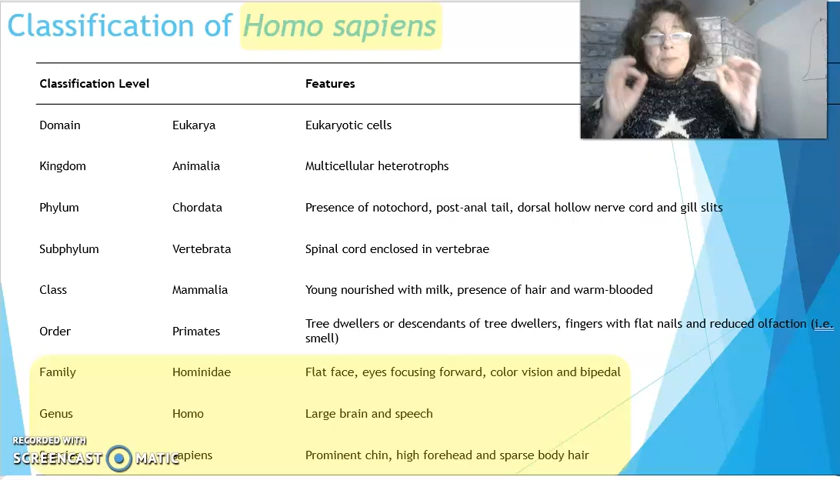 Classification of Homo sapiens
Classification Level Features
Domain Eukarya Eukaryotic cells
Kingdom Animalia Multicellular heterotrophs
Phylum Chordata Presence of notochord, post-anal tail, dorsal hollow nerve cord and gill slits
Subphylum Vertebrata Spinal cord enclosed in vertebrae
Class Mammalia Young nourished with milk, presence of hair and warm-blooded
Order Primates Tree dwellers or descendants of tree dwellers, fingers with flat nails and reduced olfaction (i.e.
smell)
Family Hominidae Flat face, eyes focusing forward, color vision and bipedal
Genus Homo Large brain and speech
RECORDED WITH
SCREENCAST MATIC
sapiens Prominent chin, high forehead and sparse body hair